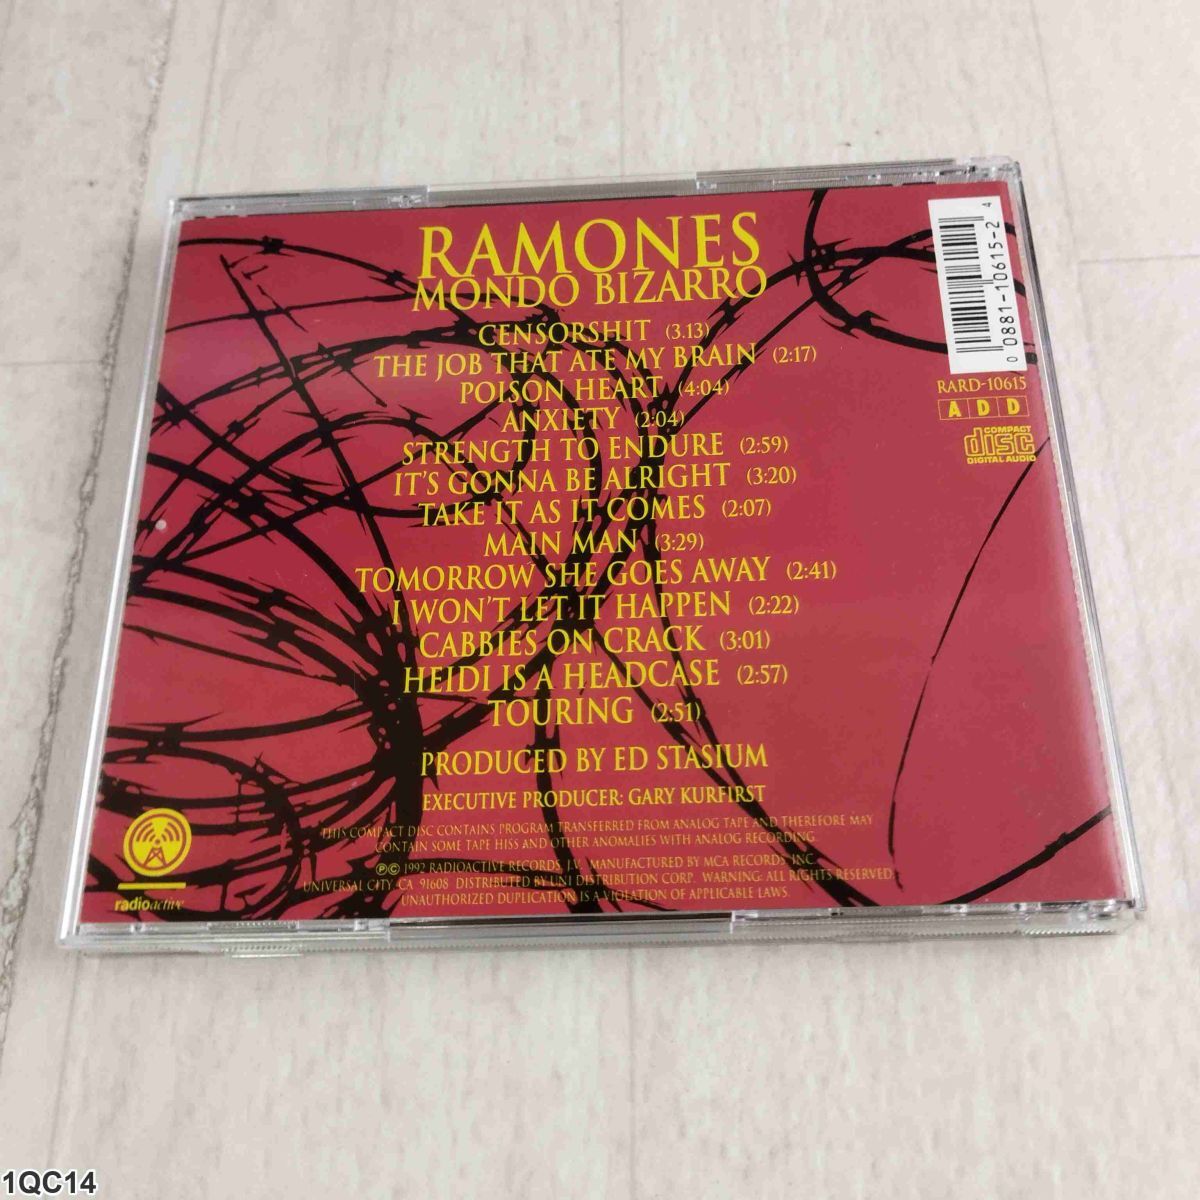 RAMONES
MONDO BIZARRO
CENSORSHIT (3.13)
THE JOB THAT ATE MY BRAIN (2:17)
POISON HEART (4:04)
ANXIETY (2:04)
STRENGTH TO ENDURE (2:59)
IT'S GONNA BE ALRIGHT (3:20)
TAKE IT AS IT COMES (2:07)
MAIN MAN (3:29)
TOMORROW SHE GOES AWAY (2:41)
I WON'T LET IT HAPPEN (2:22)
CABBIES ON CRACK (3:01)
HEIDI IS A HEADCASE (2:57)
TOURING (2:51)
PRODUCED BY ED STASIUM
EXECUTIVE PRODUCER: GARY KURFIRST
THIS COMPACT DISC CONTAINS PROGRAM TRANSFERRED FROM ANALOG TAPE AND THEREFORE MAY
CONTAIN SOME TAPE HISS AND OTHER ANOMALIES WITH ANALOG RECORDING.
℗© 1992 RADIOACTIVE RECORDS, J.V. MANUFACTURED BY MCA RECORDS, INC.
UNIVERSAL CITY, CA 91608 DISTRIBUTED BY UNI DISTRIBUTION CORP. WARNING: ALL RIGHTS RESERVED.
UNAUTHORIZED DUPLICATION IS A VIOLATION OF APPLICABLE LAWS.
radioactive
0 0881-10615-2 4
RARD-10615
A D D
COMPACT
disc
DIGITAL AUDIO
1QC14